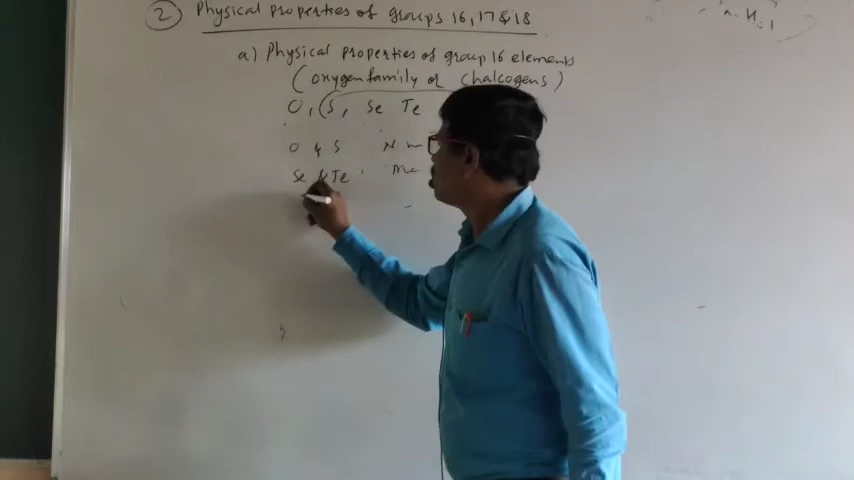 ② Physical properties of groups 16, 17 & 18
a) Physical properties of group 16 elements
(oxygen family or chalcogens)
O, (S, Se Te
O & S N m
Se & Te Me